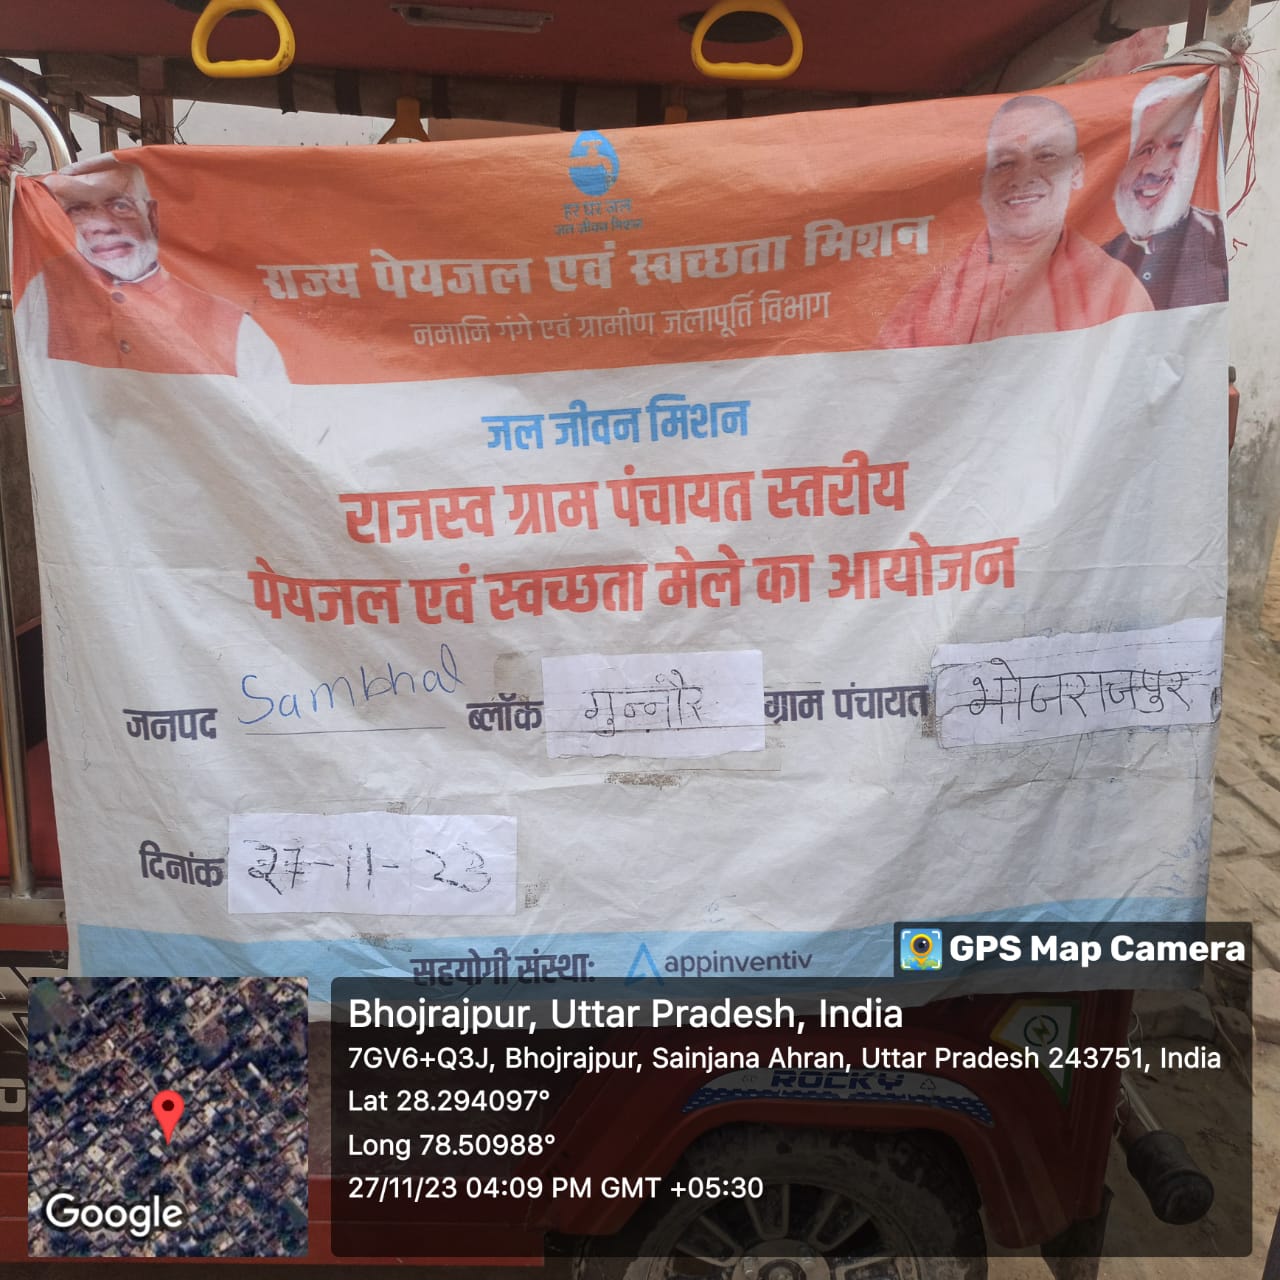 हर घर जल
जल जीवन मिशन
राज्य पेयजल एवं स्वच्छता मिशन
नमामि गंगे एवं ग्रामीण जलापूर्ति विभाग
जल जीवन मिशन
राजस्व ग्राम पंचायत स्तरीय
पेयजल एवं स्वच्छता मेले का आयोजन
जनपद Sambhal ब्लॉक गुन्नौर ग्राम पंचायत भोजराजपुर
दिनांक 27-11-23
सहयोगी संस्था: appinventiv
GPS Map Camera
Bhojrajpur, Uttar Pradesh, India
7GV6+Q3J, Bhojrajpur, Sainjana Ahran, Uttar Pradesh 243751, India
ROCKY
Lat 28.294097°
Long 78.50988°
27/11/23 04:09 PM GMT +05:30
Google